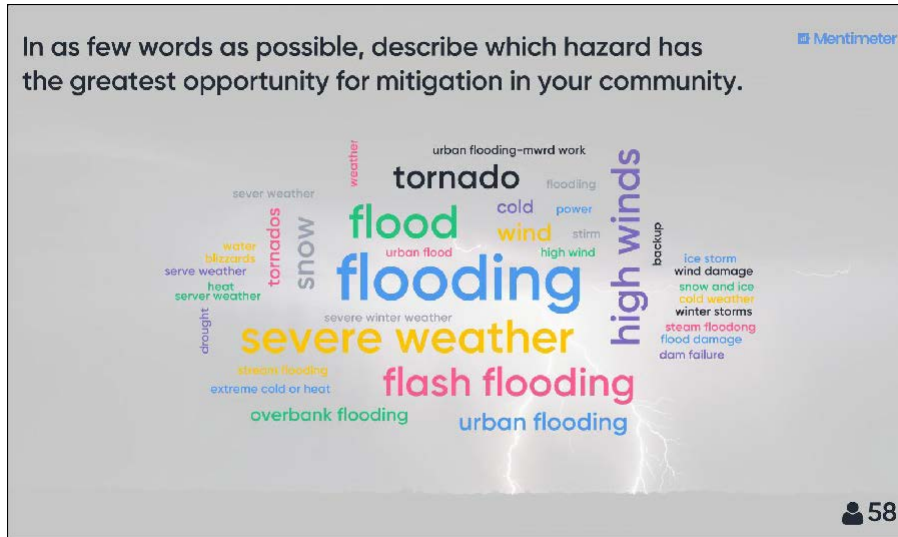 In as few words as possible, describe which hazard has
the greatest opportunity for mitigation in your community.
Mentimeter
urban flooding-mwrd work
weather
tornado
floodling
sever weather
cold
power
flood
wind
stirm
tornados
snow
urban flood
high wind
high winds
backup
water
blizzards
serve weather
heat
server weather
flooding
ice storm
wind damage
snow and ice
cold weather
winter storms
steam floodong
flood damage
dam failure
drought
severe winter weather
severe weather
stream flooding
extreme cold or heat
flash flooding
overbank flooding
urban flooding
58